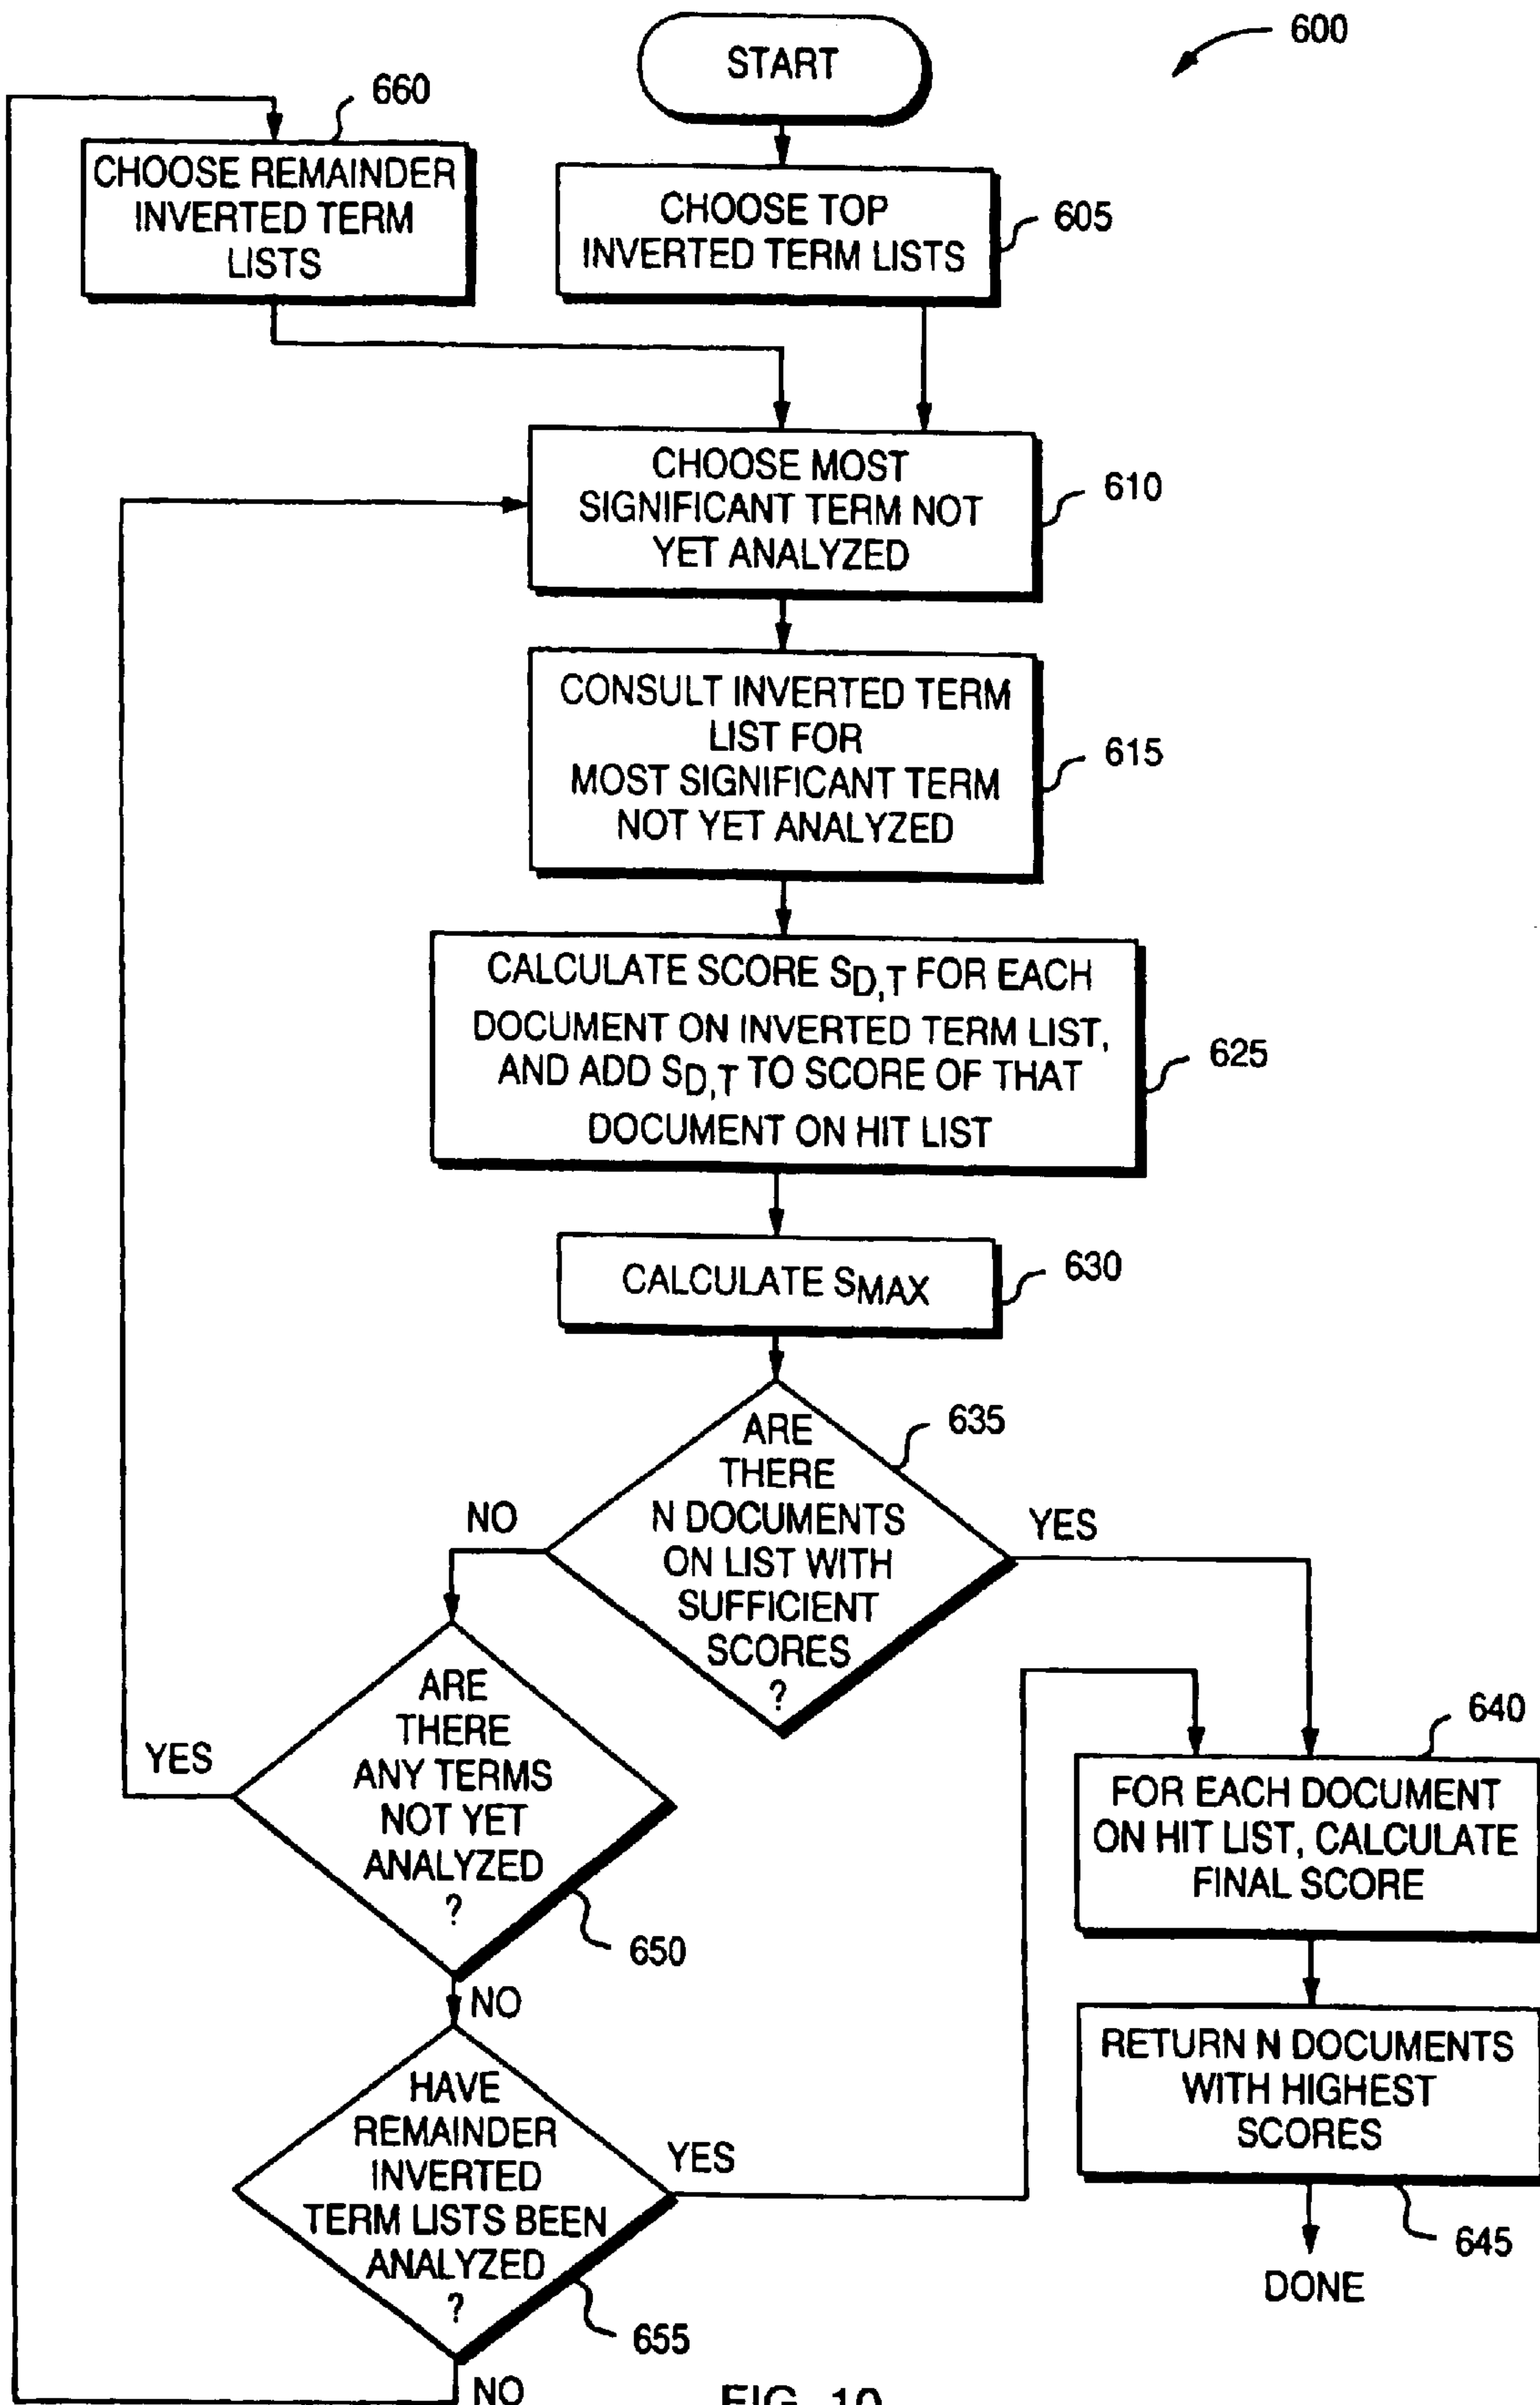 START
600
660
CHOOSE REMAINDER
INVERTED TERM
LISTS
CHOOSE TOP
INVERTED TERM LISTS
605
CHOOSE MOST
SIGNIFICANT TERM NOT
YET ANALYZED
610
CONSULT INVERTED TERM
LIST FOR
MOST SIGNIFICANT TERM
NOT YET ANALYZED
615
CALCULATE SCORE SD,T FOR EACH
DOCUMENT ON INVERTED TERM LIST,
AND ADD SD,T TO SCORE OF THAT
DOCUMENT ON HIT LIST
625
CALCULATE SMAX
630
ARE
THERE
N DOCUMENTS
ON LIST WITH
SUFFICIENT
SCORES
?
635
NO
YES
ARE
THERE
ANY TERMS
NOT YET
ANALYZED
?
650
YES
NO
640
FOR EACH DOCUMENT
ON HIT LIST, CALCULATE
FINAL SCORE
RETURN N DOCUMENTS
WITH HIGHEST
SCORES
645
DONE
HAVE
REMAINDER
INVERTED
TERM LISTS BEEN
ANALYZED
?
655
YES
NO
FIG. 10